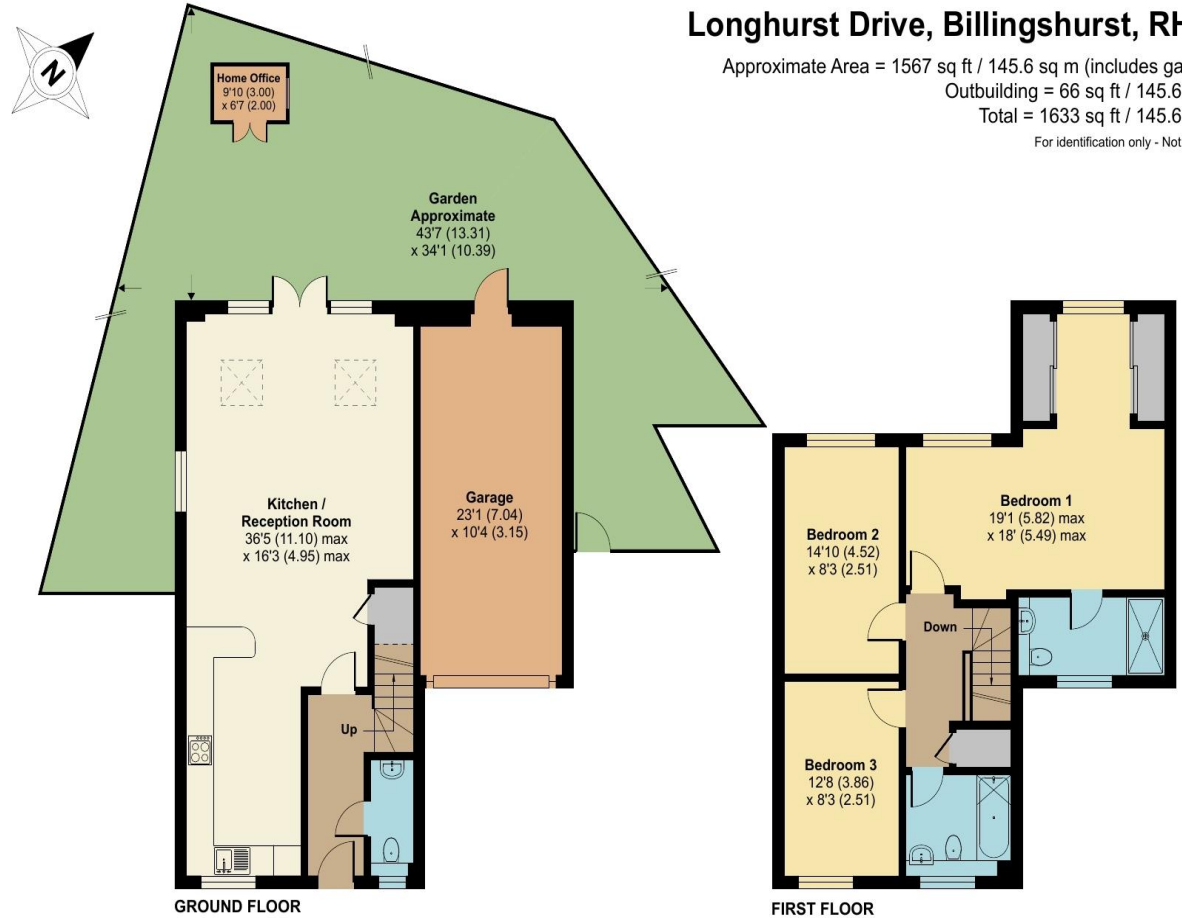 Longhurst Drive, Billingshurst, RH
Approximate Area = 1567 sq ft / 145.6 sq m (includes ga
Outbuilding = 66 sq ft / 145.6
Total = 1633 sq ft / 145.6
For identification only - Not
N
Home Office
9'10 (3.00)
x 6'7 (2.00)
Garden
Approximate
43'7 (13.31)
x 34'1 (10.39)
Kitchen /
Reception Room
36'5 (11.10) max
x 16'3 (4.95) max
Garage
23'1 (7.04)
x 10'4 (3.15)
Up
GROUND FLOOR
Bedroom 1
19'1 (5.82) max
x 18' (5.49) max
Bedroom 2
14'10 (4.52)
x 8'3 (2.51)
Down
Bedroom 3
12'8 (3.86)
x 8'3 (2.51)
FIRST FLOOR